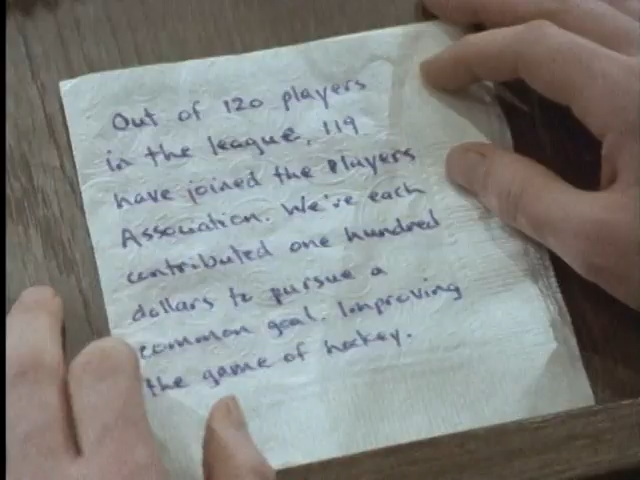 Out of 120 players
in the league, 119
have joined the players
Association. We're each
contributed one hundred
dollars to pursue a
common goal. Improving
the game of hockey.